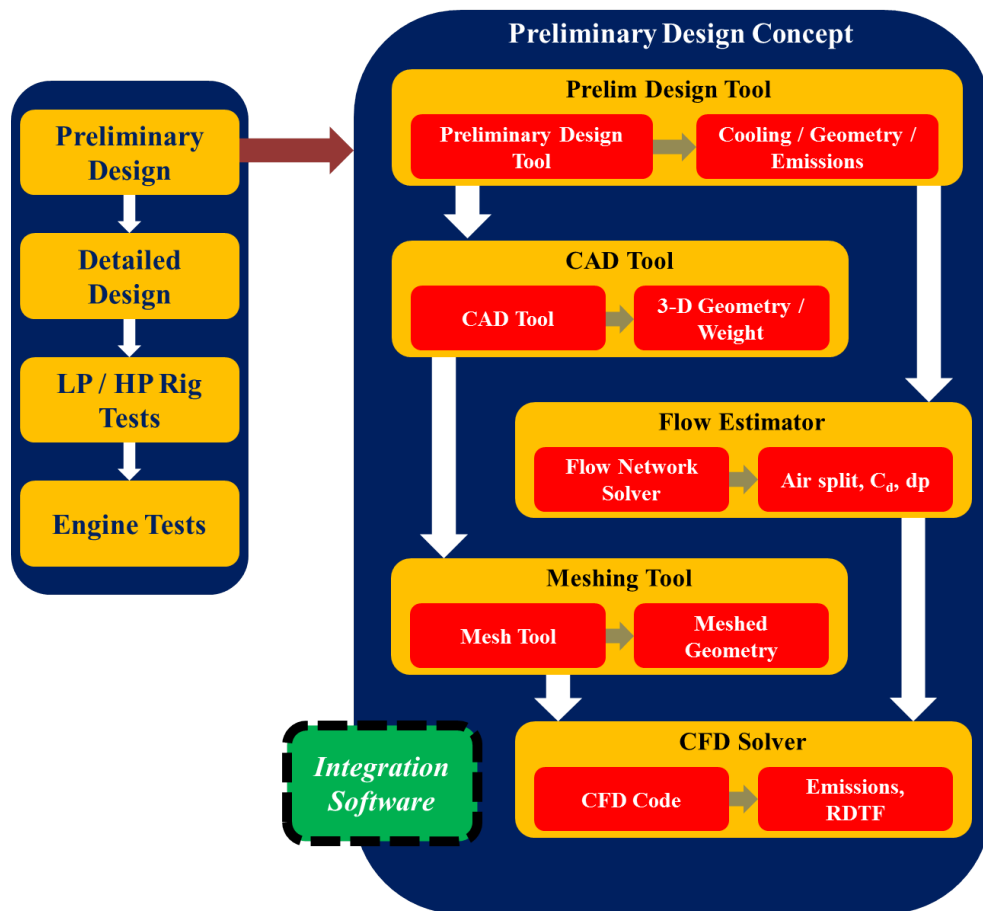 Preliminary Design Concept
Preliminary
Design
Detailed
Design
LP / HP Rig
Tests
Engine Tests
Prelim Design Tool
Preliminary Design
Tool
Cooling / Geometry /
Emissions
CAD Tool
CAD Tool
3-D Geometry /
Weight
Flow Estimator
Flow Network
Solver
Air split, Cd, dp
Meshing Tool
Mesh Tool
Meshed
Geometry
CFD Solver
CFD Code
Emissions,
RDTF
Integration
Software